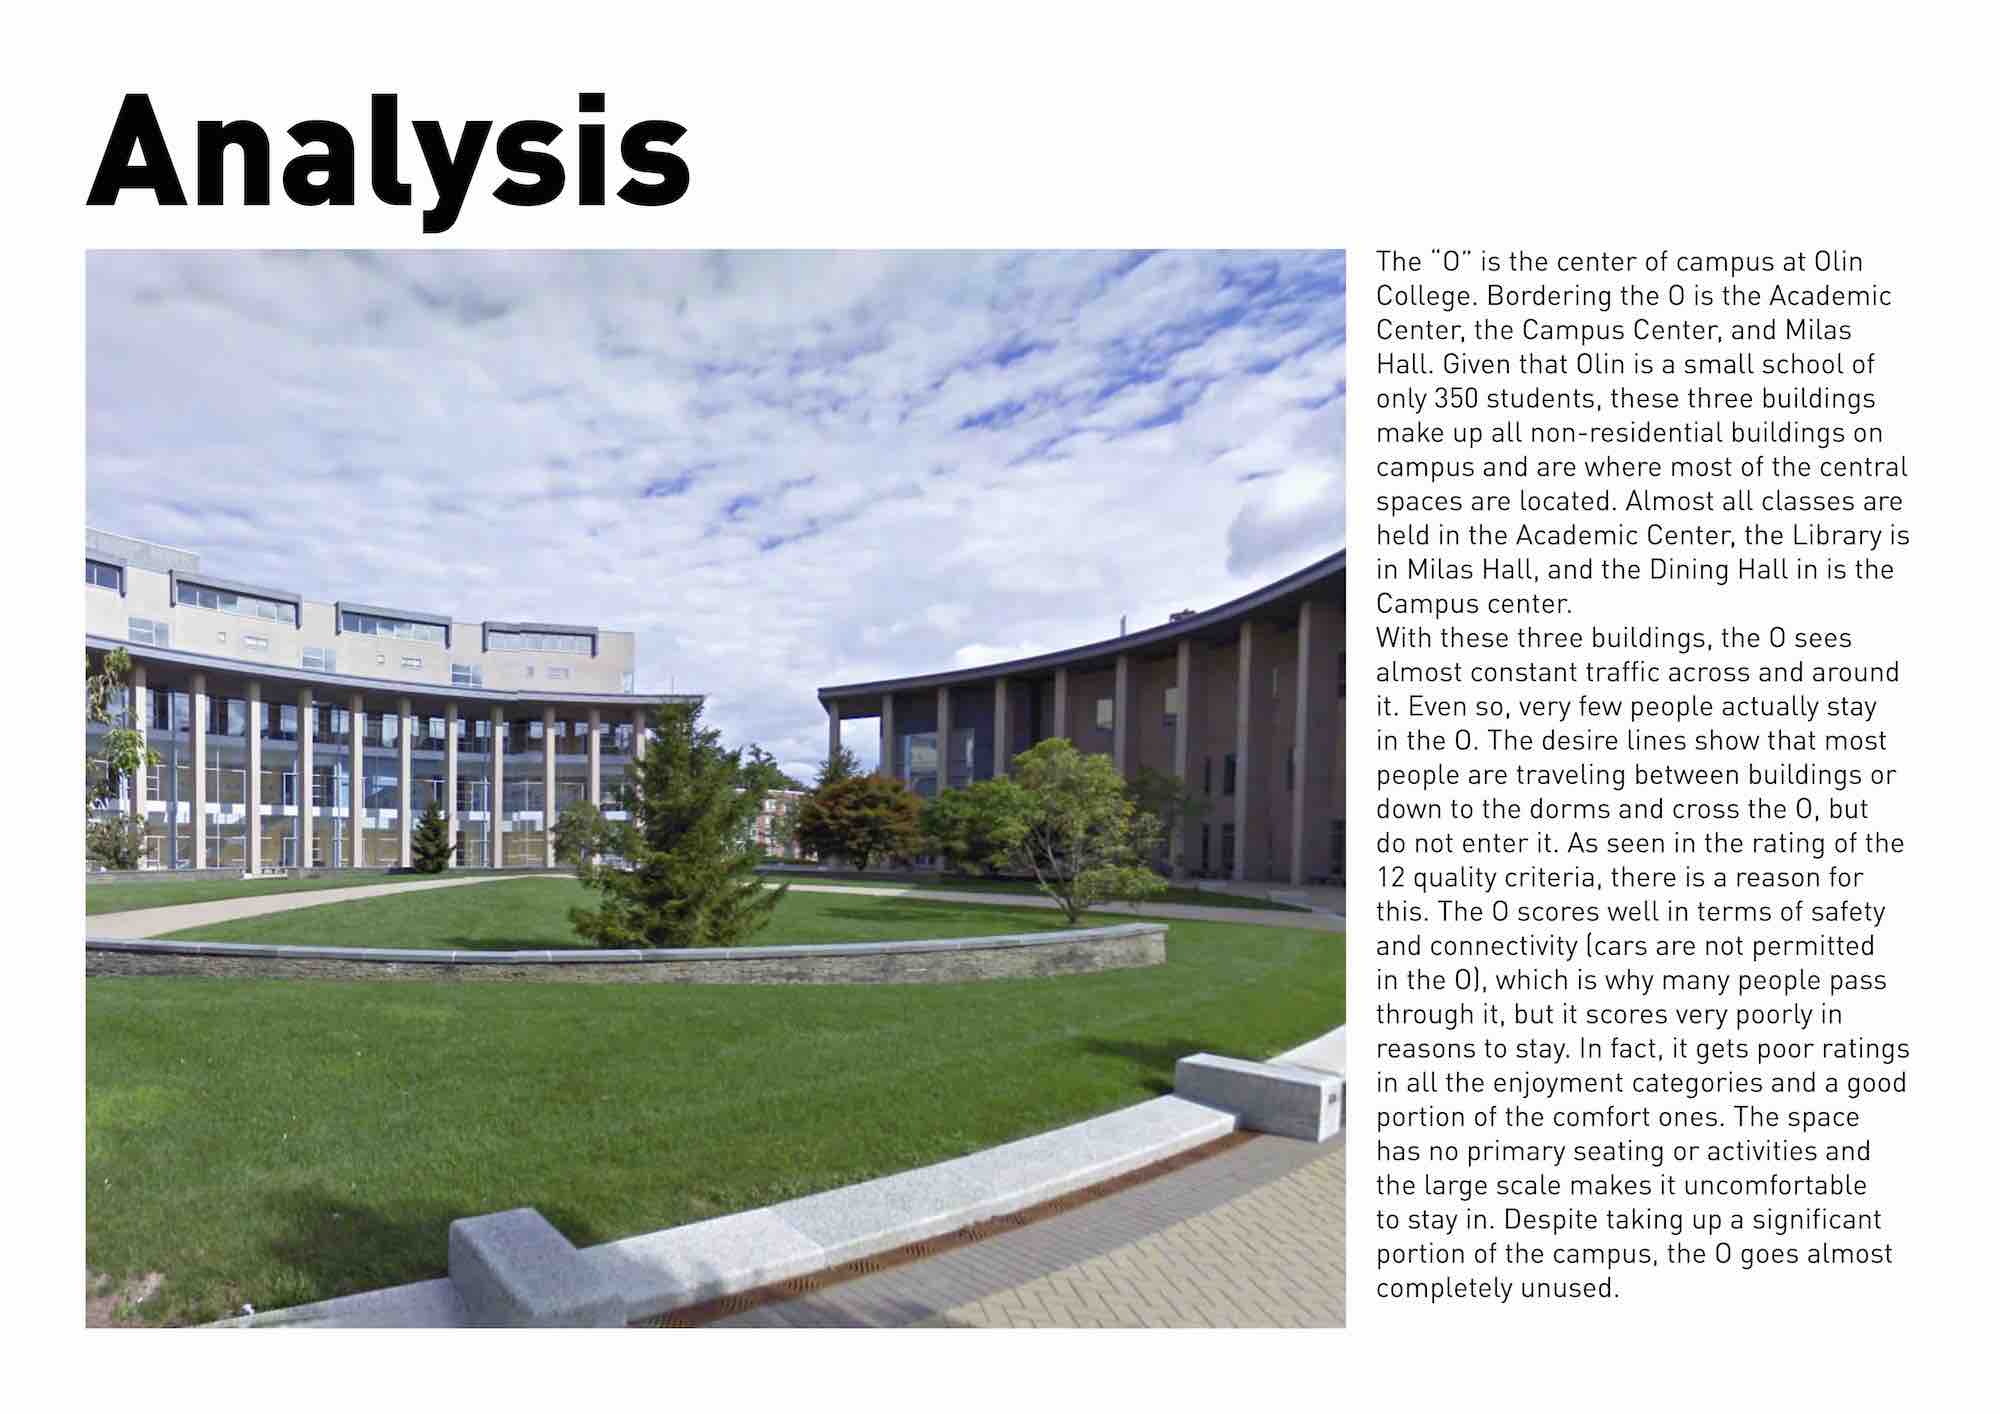 Analysis
The “O” is the center of campus at Olin
College. Bordering the O is the Academic
Center, the Campus Center, and Milas
Hall. Given that Olin is a small school of
only 350 students, these three buildings
make up all non-residential buildings on
campus and are where most of the central
spaces are located. Almost all classes are
held in the Academic Center, the Library is
in Milas Hall, and the Dining Hall in is the
Campus center.
With these three buildings, the O sees
almost constant traffic across and around
it. Even so, very few people actually stay
in the O. The desire lines show that most
people are traveling between buildings or
down to the dorms and cross the O, but
do not enter it. As seen in the rating of the
12 quality criteria, there is a reason for
this. The O scores well in terms of safety
and connectivity (cars are not permitted
in the O), which is why many people pass
through it, but it scores very poorly in
reasons to stay. In fact, it gets poor ratings
in all the enjoyment categories and a good
portion of the comfort ones. The space
has no primary seating or activities and
the large scale makes it uncomfortable
to stay in. Despite taking up a significant
portion of the campus, the O goes almost
completely unused.